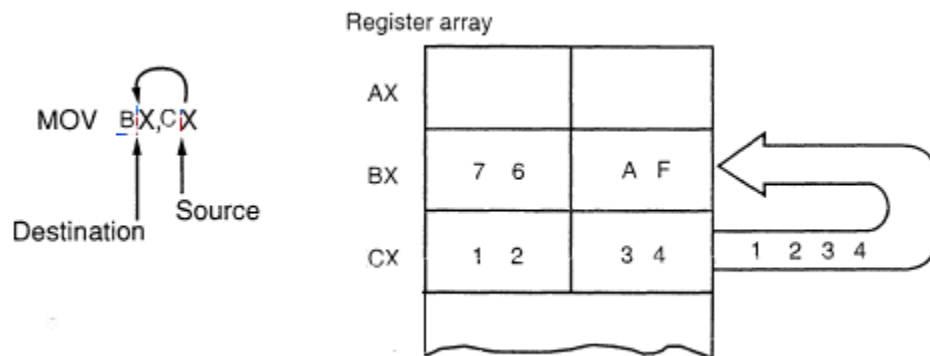 MOV BX,CX
Destination
Source
Register array
AX
BX 7 6 A F
CX 1 2 3 4 1 2 3 4